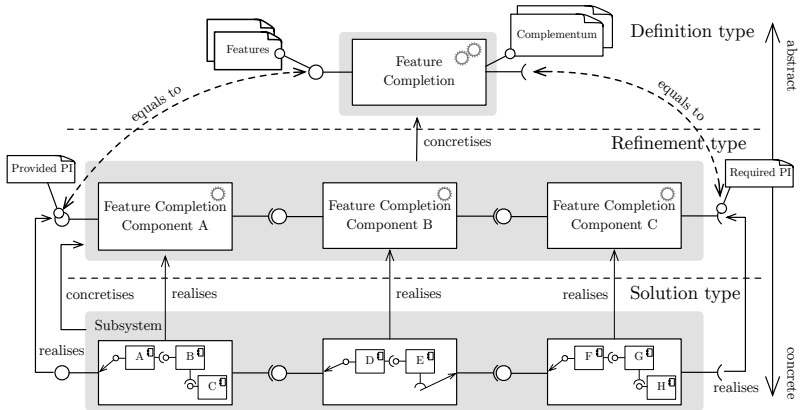 Definition type
Features
Feature
Completion
Complementum
abstract
equals to
equals to
concretises
Refinement type
Provided PI
Required PI
Feature Completion
Component A
Feature Completion
Component B
Feature Completion
Component C
concretises
realises
realises
realises
Solution type
Subsystem
realises
A
B
C
D
E
F
G
H
realises
concrete